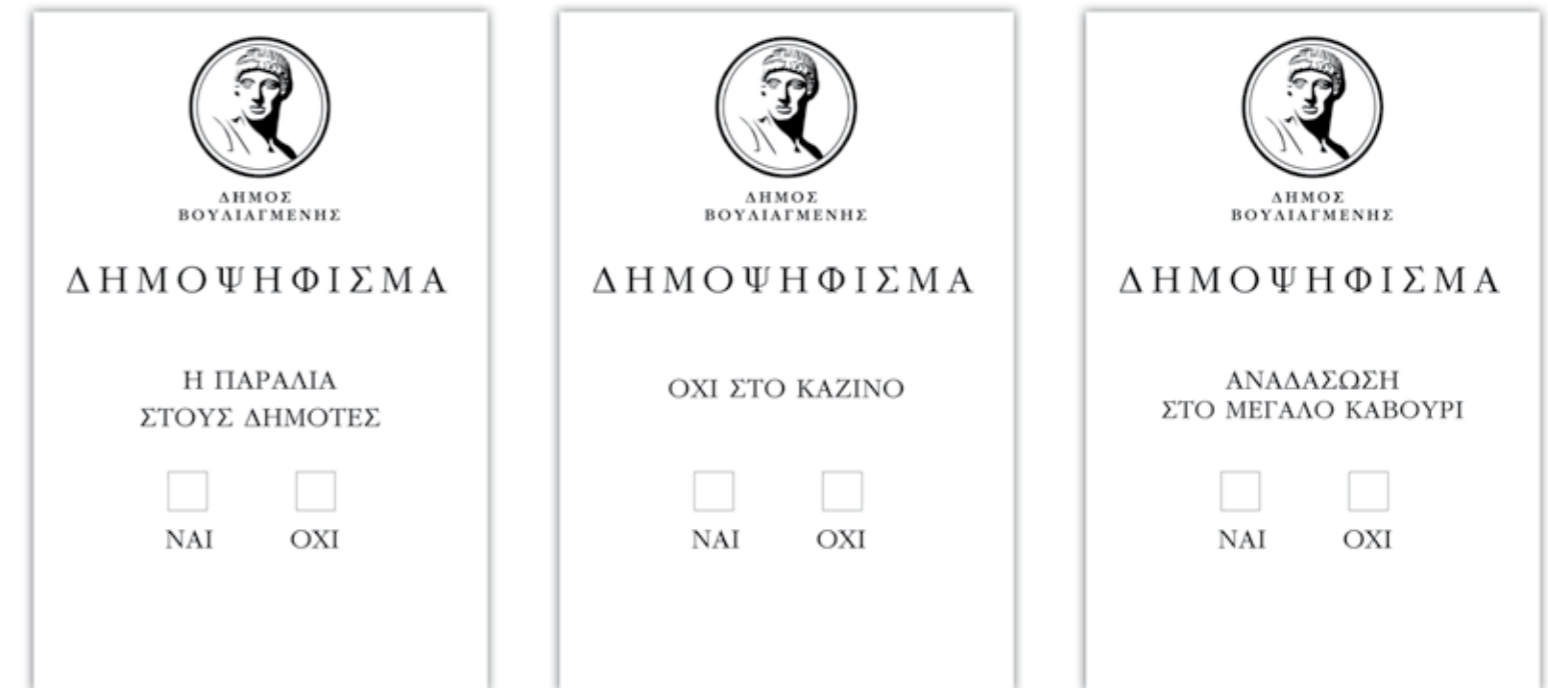 ΔΗΜΟΣ
ΒΟΥΛΙΑΓΜΕΝΗΣ
ΔΗΜΟΨΗΦΙΣΜΑ
Η ΠΑΡΑΛΙΑ
ΣΤΟΥΣ ΔΗΜΟΤΕΣ
ΝΑΙ ΟΧΙ
ΔΗΜΟΣ
ΒΟΥΛΙΑΓΜΕΝΗΣ
ΔΗΜΟΨΗΦΙΣΜΑ
ΟΧΙ ΣΤΟ ΚΑΖΙΝΟ
ΝΑΙ ΟΧΙ
ΔΗΜΟΣ
ΒΟΥΛΙΑΓΜΕΝΗΣ
ΔΗΜΟΨΗΦΙΣΜΑ
ΑΝΑΔΑΣΩΣΗ
ΣΤΟ ΜΕΓΑΛΟ ΚΑΒΟΥΡΙ
ΝΑΙ ΟΧΙ